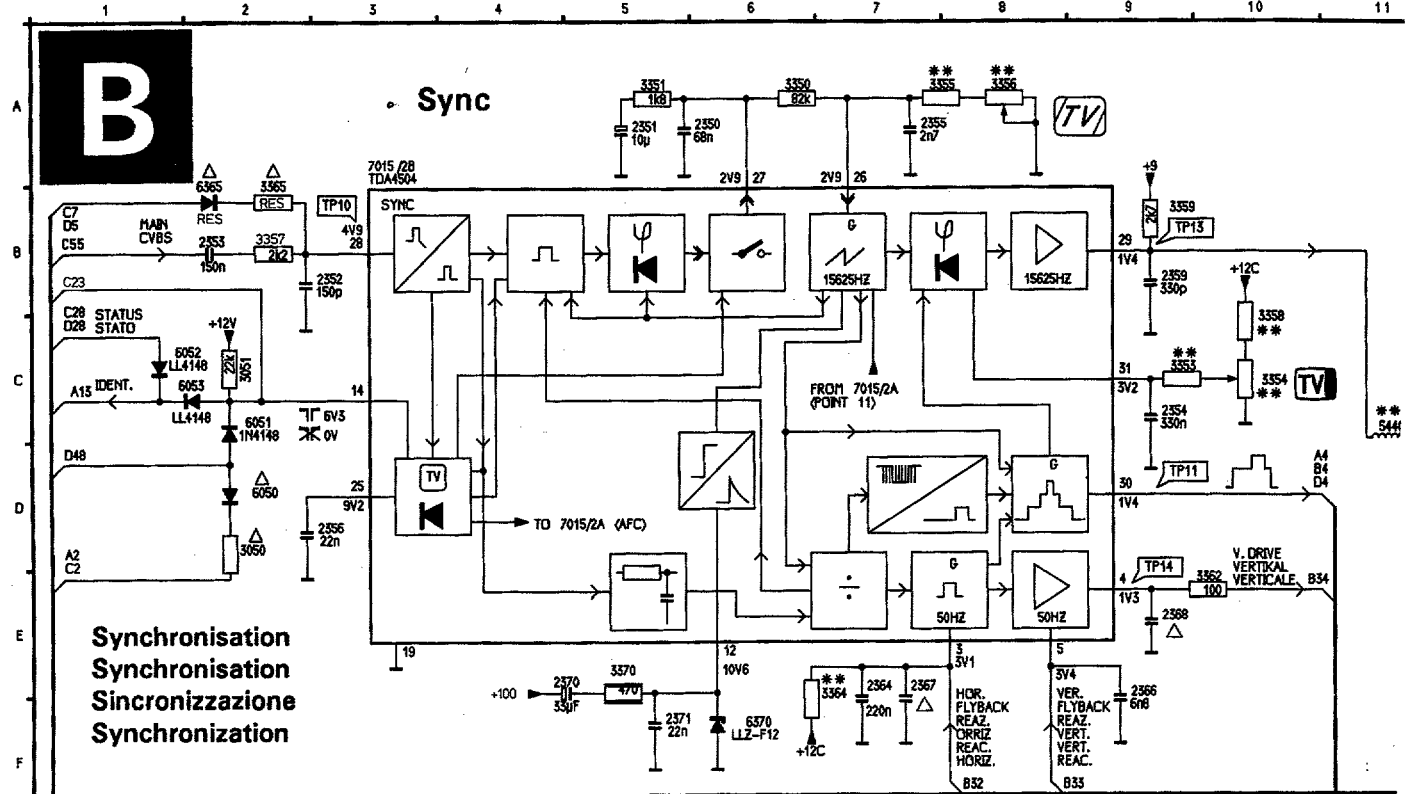 2
3
4
5
6
7
8
9
10
11
A
B
C
D
E
F
B
Sync
3351
1k8
3350
82k
**
3355
**
3356
2351
10µ
2350
68n
2355
2n7
TV
7015 /2B
TDA4504
2V9 27
2V9 26
+9
6365
RES
3365
RES
TP10
SYNC
3359
2k7
TP13
C7
D5
MAIN
CVBS
4V9
28
C55
2353
150n
3357
2k2
2352
150p
φ
G
15625HZ
φ
15625HZ
29
1V4
2359
330p
+12C
C23
C28 STATUS
D28 STATO
+12V
3358
**
6052
LL4148
22k
3051
6053
LL4148
A13
IDENT.
14
6V3
0V
6051
1N4148
FROM 7015/2A
(POINT 11)
31
3V2
**
3353
3354
**
TV
2354
330n
**
544
D48
TV
G
TP11
A4
B4
D4
25
9V2
30
1V4
6050
2356
22n
TO 7015/2A (AFC)
3050
A2
C2
÷
G
50HZ
50HZ
TP14
4
1V3
3362
100
V. DRIVE
VERTIKAL
VERTICALE
B34
2368
Synchronisation
Synchronisation
Sincronizzazione
Synchronization
19
12
10V6
3
3V1
5
3V4
+100
2370
33µF
3370
470
2371
22n
6370
LLZ-F12
**
3364
+12C
2364
220n
2367
HOR.
FLYBACK
REAZ.
ORRIZ
REAC.
HORIZ.
VER.
FLYBACK
REAZ.
VERT.
VERT.
REAC.
2366
6n8
B32
B33